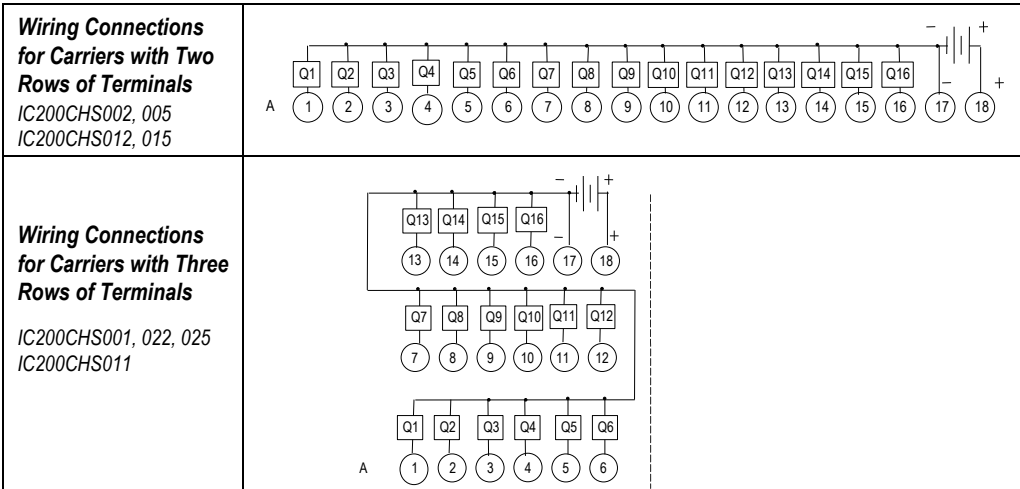 Wiring Connections
for Carriers with Two
Rows of Terminals
IC200CHS002, 005
IC200CHS012, 015
− +
Q1 Q2 Q3 Q4 Q5 Q6 Q7 Q8 Q9 Q10 Q11 Q12 Q13 Q14 Q15 Q16 − +
A 1 2 3 4 5 6 7 8 9 10 11 12 13 14 15 16 17 18
Wiring Connections
for Carriers with Three
Rows of Terminals
IC200CHS001, 022, 025
IC200CHS011
− +
Q13 Q14 Q15 Q16 − +
13 14 15 16 17 18
Q7 Q8 Q9 Q10 Q11 Q12
7 8 9 10 11 12
Q1 Q2 Q3 Q4 Q5 Q6
A 1 2 3 4 5 6